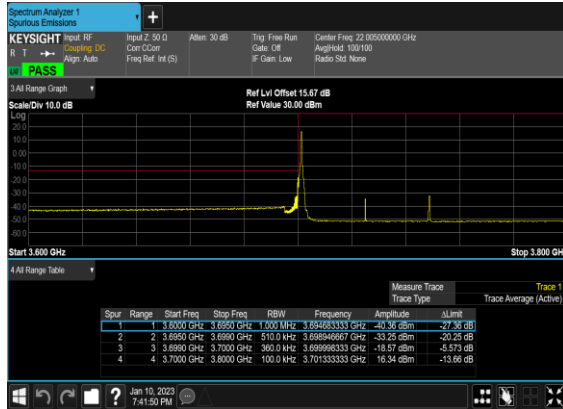 Spectrum Analyzer 1
Spurious Emissions
KEYSIGHT Input: RF Input Z: 50 Ω Atten: 30 dB Trig: Free Run Center Freq: 22.005000000 GHz
R T Coupling: DC Corr CCorr Gate: Off Avg|Hold: 100/100
Align: Auto Freq Ref: Int (S) IF Gain: Low Radio Std: None
PASS
3 All Range Graph
Ref Lvl Offset 15.67 dB
Scale/Div 10.0 dB Ref Value 30.00 dBm
Log
20.0
10.0
0.00
-10.0
-20.0
-30.0
-40.0
-50.0
-60.0
Start 3.600 GHz Stop 3.800 GH
4 All Range Table
Measure Trace Trace 1
Trace Type Trace Average (Active)
Spur Range Start Freq Stop Freq RBW Frequency Amplitude ΔLimit
1 1 3.6000 GHz 3.6950 GHz 1.000 MHz 3.694683333 GHz -40.36 dBm -27.36 dB
2 2 3.6950 GHz 3.6990 GHz 510.0 kHz 3.698946667 GHz -33.25 dBm -20.25 dB
3 3 3.6990 GHz 3.7000 GHz 360.0 kHz 3.699998333 GHz -18.57 dBm -5.573 dB
4 4 3.7000 GHz 3.8000 GHz 100.0 kHz 3.701333333 GHz 16.34 dBm -13.66 dB
Jan 10, 2023
7:41:50 PM